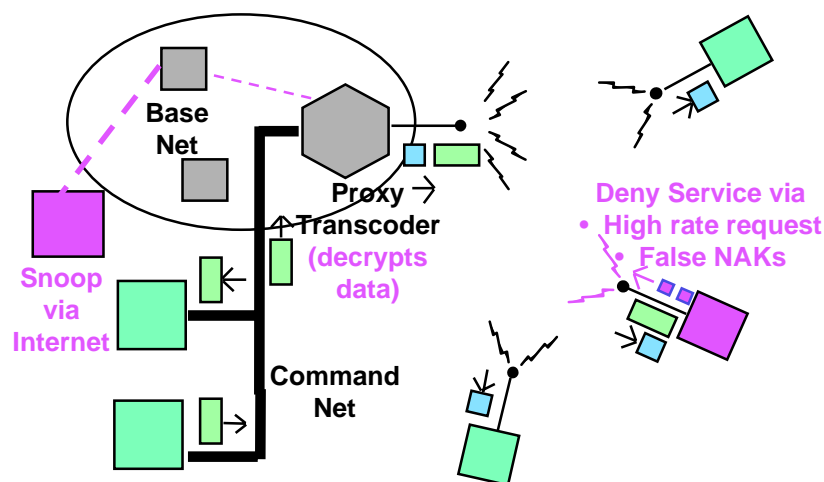 Base
Net
Proxy
Transcoder
(decrypts
data)
Snoop
via
Internet
Command
Net
Deny Service via
• High rate request
• False NAKs